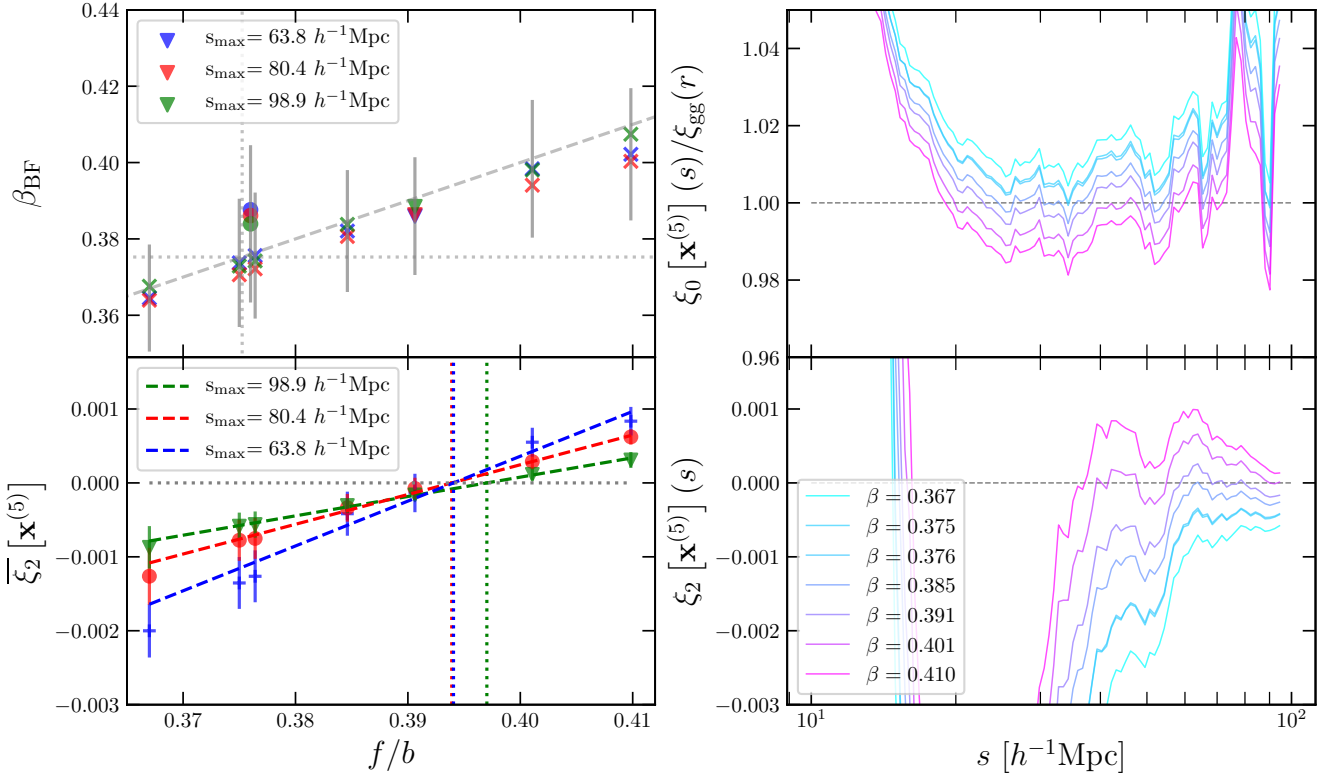 0.44
0.42
0.40
0.38
0.36
β_BF
s_max = 63.8 h⁻¹Mpc
s_max = 80.4 h⁻¹Mpc
s_max = 98.9 h⁻¹Mpc
1.04
1.02
1.00
0.98
0.96
ξ₀ [x⁽⁵⁾] (s)/ξ_gg(r)
0.001
0.000
−0.001
−0.002
−0.003
ξ̅₂ [x⁽⁵⁾]
s_max= 98.9 h⁻¹Mpc
s_max= 80.4 h⁻¹Mpc
s_max= 63.8 h⁻¹Mpc
0.37 0.38 0.39 0.40 0.41
f/b
0.001
0.000
−0.001
−0.002
−0.003
ξ₂ [x⁽⁵⁾] (s)
β = 0.367
β = 0.375
β = 0.376
β = 0.385
β = 0.391
β = 0.401
β = 0.410
10¹ 10²
s [h⁻¹Mpc]